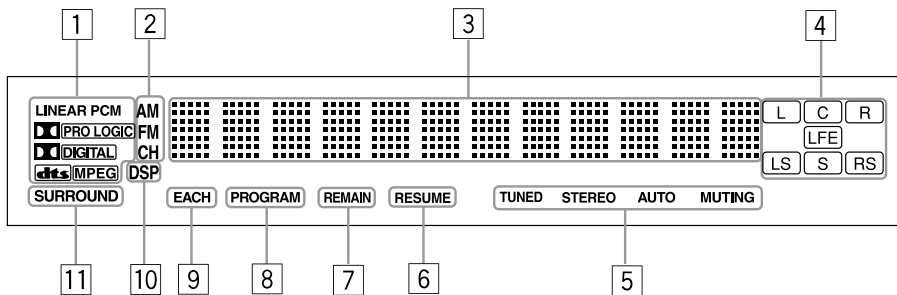 1 2 3 4
LINEAR PCM AM L C R
PRO LOGIC FM LFE
DIGITAL CH LS S RS
dts MPEG DSP
SURROUND EACH PROGRAM REMAIN RESUME TUNED STEREO AUTO MUTING
11 10 9 8 7 6 5